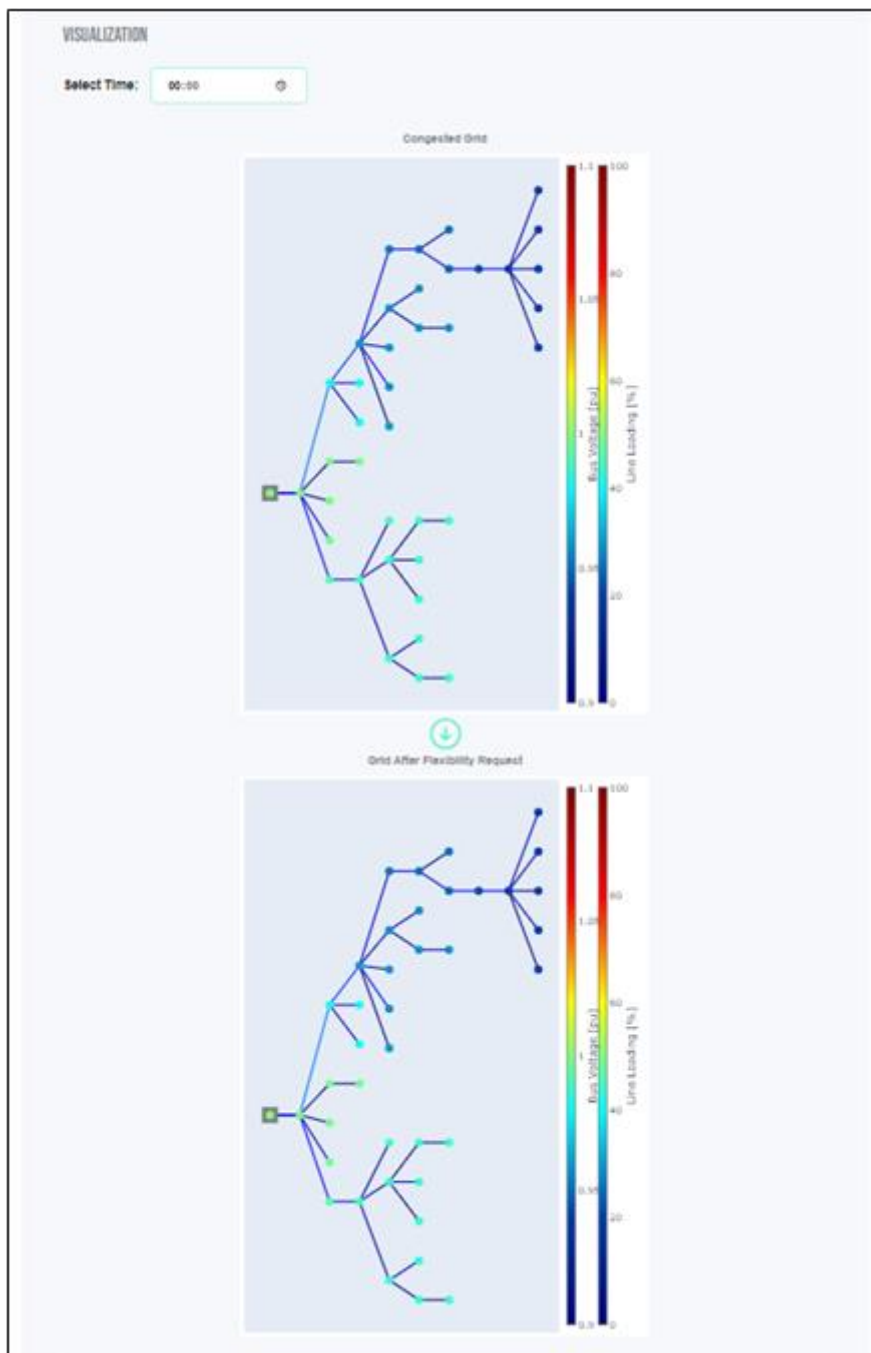 VISUALIZATION
Select Time: 00:00
Congested Grid
1.1 100
80
1.05
60
1
Bus Voltage [pu]
Line Loading [%]
40
0.95
20
0.9 0
Grid After Flexibility Request
1.1 100
80
1.05
60
1
Bus Voltage [pu]
Line Loading [%]
40
0.95
20
0.9 0